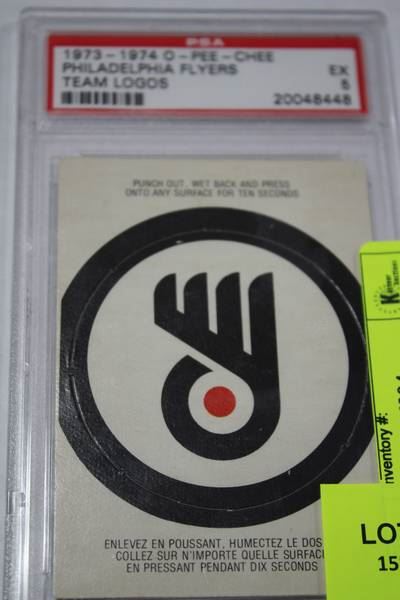 PSA
1973 - 1974 O - PEE - CHEE
PHILADELPHIA FLYERS EX
TEAM LOGOS 5
20048448
PUNCH OUT, WET BACK AND PRESS
ONTO ANY SURFACE FOR TEN SECONDS
ENLEVEZ EN POUSSANT, HUMECTEZ LE DOS
COLLEZ SUR N'IMPORTE QUELLE SURFACE
EN PRESSANT PENDANT DIX SECONDS
nventory #:
LOT
15